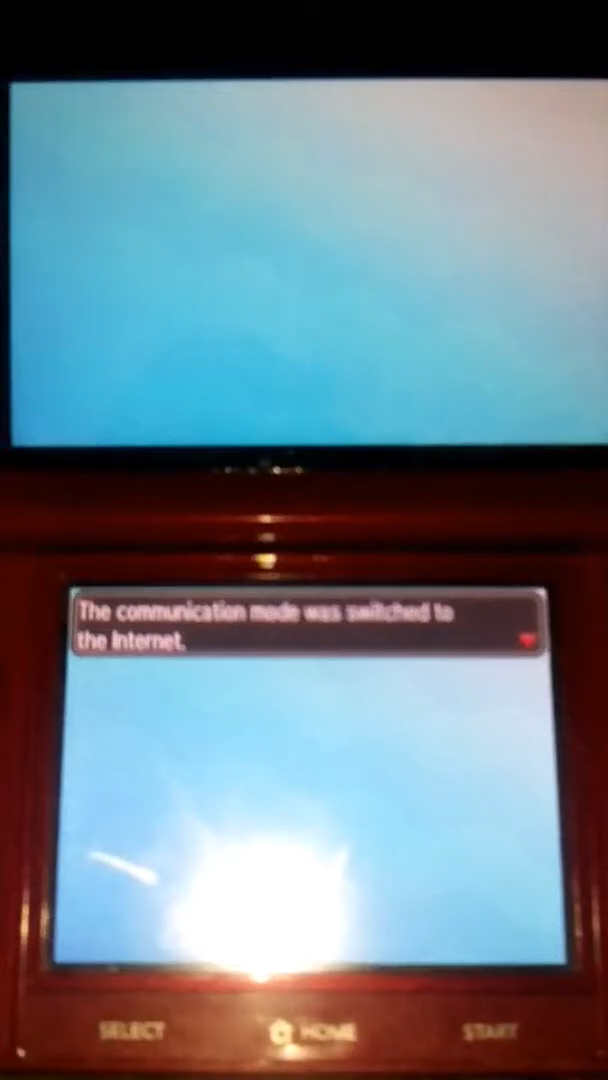 The communication mode was switched to
the Internet.
SELECT HOME START